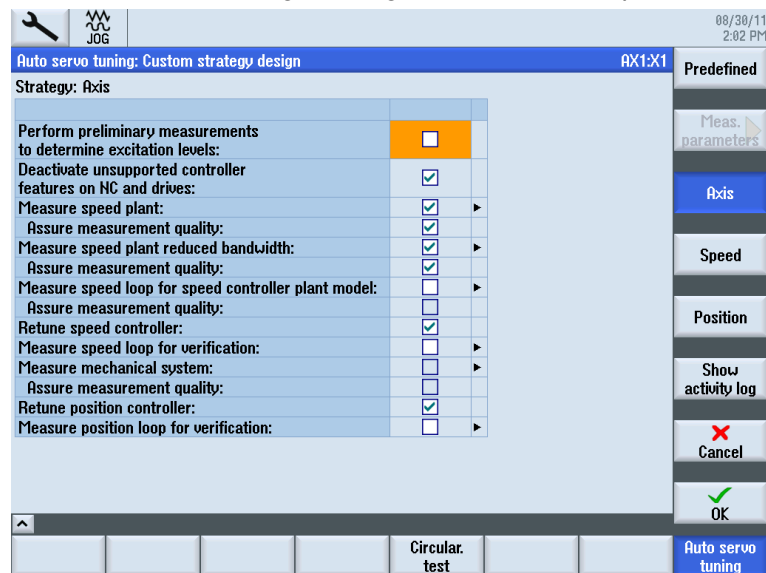 JOG
08/30/11
2:02 PM
Auto servo tuning: Custom strategy design AX1:X1
Strategy: Axis
Perform preliminary measurements
to determine excitation levels:
Deactivate unsupported controller
features on NC and drives:
Measure speed plant:
Assure measurement quality:
Measure speed plant reduced bandwidth:
Assure measurement quality:
Measure speed loop for speed controller plant model:
Assure measurement quality:
Retune speed controller:
Measure speed loop for verification:
Measure mechanical system:
Assure measurement quality:
Retune position controller:
Measure position loop for verification:
Predefined
Meas.
parameters
Axis
Speed
Position
Show
activity log
Cancel
OK
Circular.
test
Auto servo
tuning